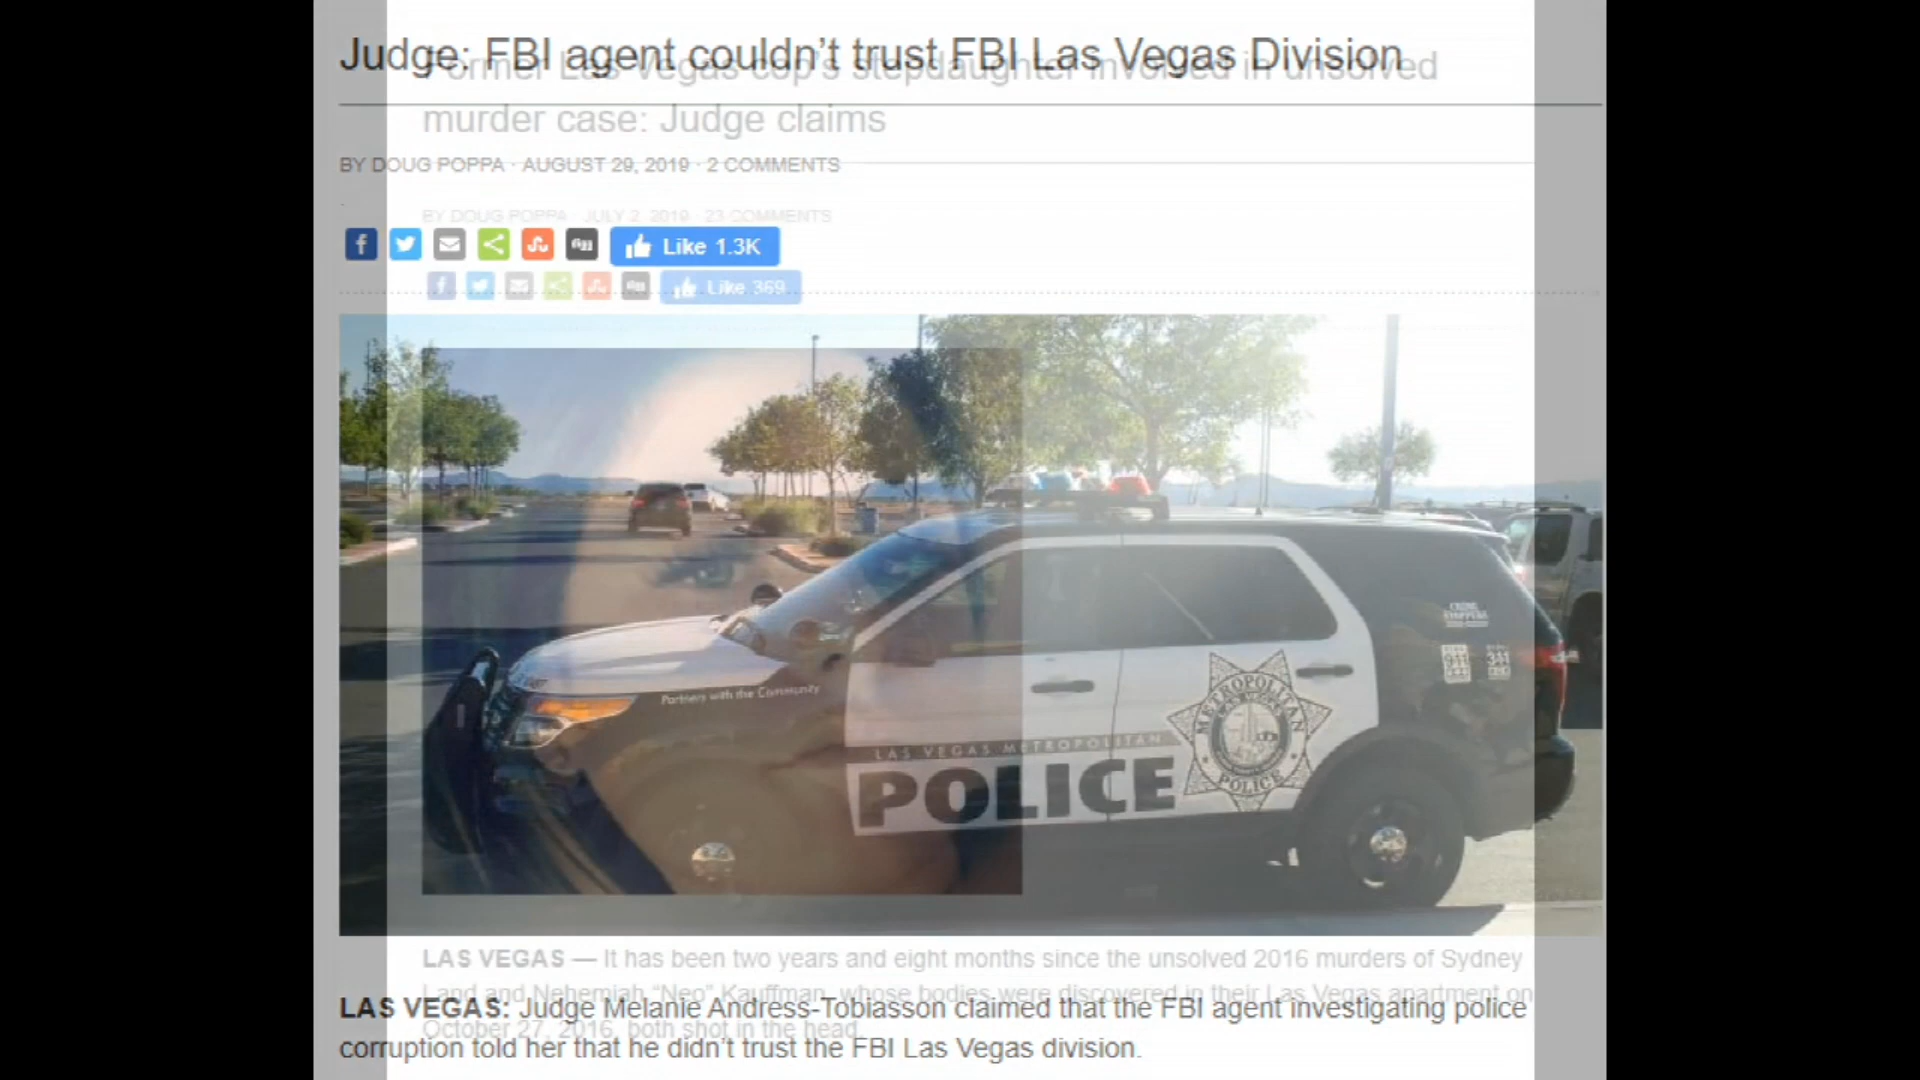 Judge: FBI agent couldn't trust FBI Las Vegas Division
Former Las Vegas cop's stepdaughter involved in unsolved
murder case: Judge claims
BY DOUG POPPA · AUGUST 29, 2019 · 2 COMMENTS
BY DOUG POPPA · JULY 2, 2019 · 23 COMMENTS
Like 1.3K
Like 369
Partners with the Community
LAS VEGAS METROPOLITAN
POLICE
METROPOLITAN
POLICE
CRIME
STOPPERS
911
311
LAS VEGAS — It has been two years and eight months since the unsolved 2016 murders of Sydney
Land and Nehemiah “Neo” Kauffman, whose bodies were discovered in their Las Vegas apartment on
October 27, 2016, both shot in the head.
LAS VEGAS: Judge Melanie Andress-Tobiasson claimed that the FBI agent investigating police
corruption told her that he didn't trust the FBI Las Vegas division.